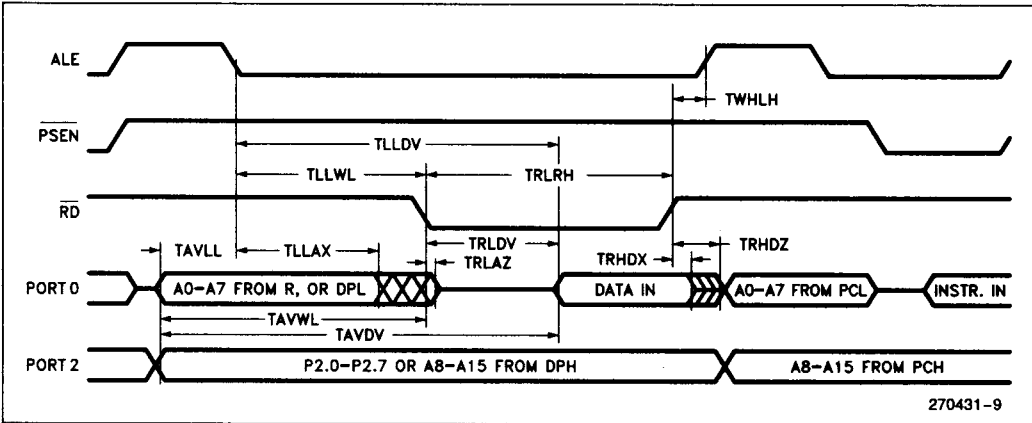 ALE
TWHLH
PSEN
TLLDV
TLLWL
TRLRH
RD
TAVLL
TLLAX
TRLDV
TRLAZ
TRHDX
TRHDZ
PORT 0
A0-A7 FROM R, OR DPL
DATA IN
A0-A7 FROM PCL
INSTR. IN
TAVWL
TAVDV
PORT 2
P2.0-P2.7 OR A8-A15 FROM DPH
A8-A15 FROM PCH
270431-9